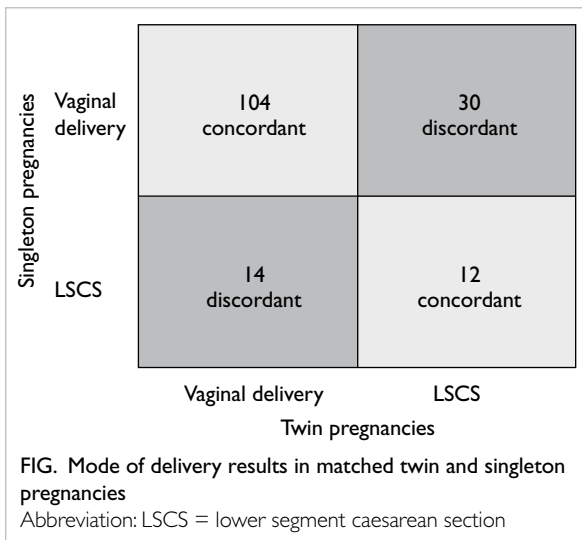 Singleton pregnancies
Vaginal
delivery
104
concordant
30
discordant
LSCS
14
discordant
12
concordant
Vaginal delivery
LSCS
Twin pregnancies
FIG. Mode of delivery results in matched twin and singleton
pregnancies
Abbreviation: LSCS = lower segment caesarean section